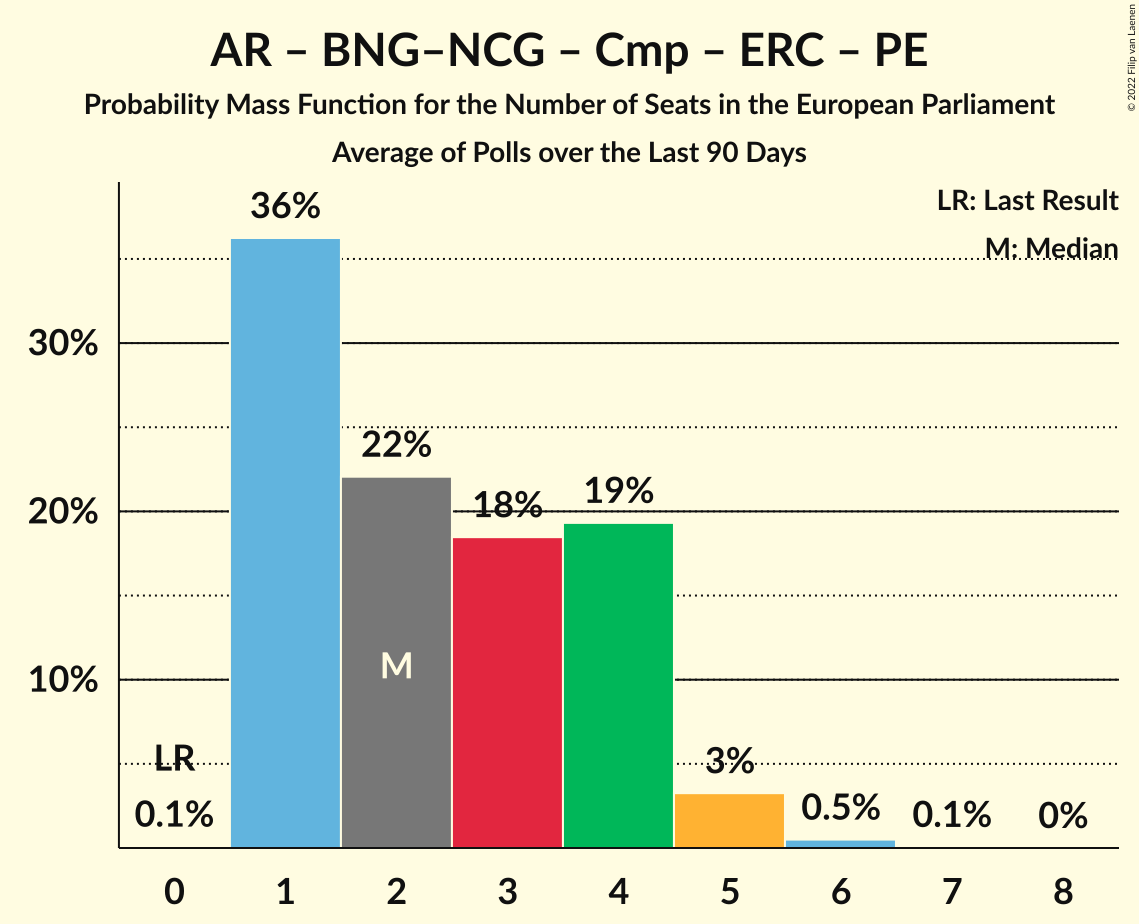 AR – BNG–NCG – Cmp – ERC – PE
Probability Mass Function for the Number of Seats in the European Parliament
Average of Polls over the Last 90 Days
© 2022 Filip van Laenen
LR: Last Result
M: Median
36%
30%
22%
20%
18%
19%
M
10%
LR
3%
0.1%
0.5%
0.1%
0%
0 1 2 3 4 5 6 7 8